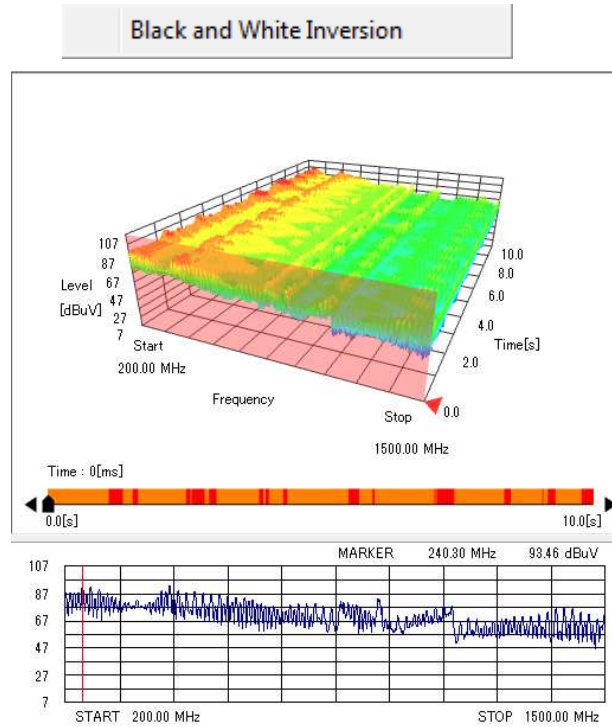 Black and White Inversion
107
87
Level 67
47
[dBuV] 27
7
Start
200.00 MHz
Frequency
Stop
1500.00 MHz
10.0
8.0
6.0
4.0
Time[s]
2.0
0.0
Time : 0[ms]
0.0[s] 10.0[s]
MARKER 240.30 MHz 93.46 dBuV
107
87
67
47
27
7
START 200.00 MHz STOP 1500.00 MHz